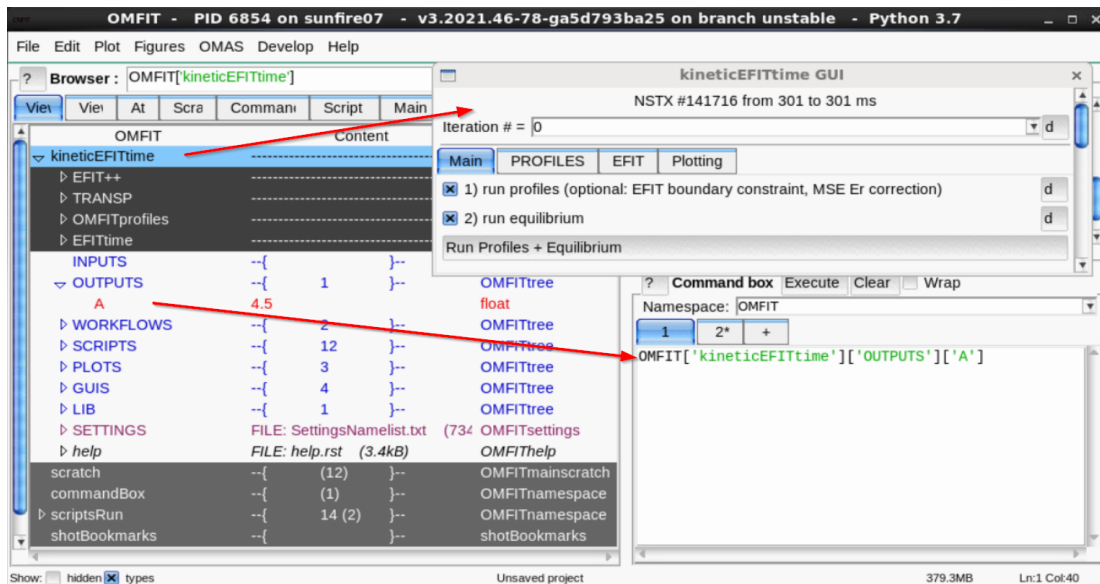 OMFIT - PID 6854 on sunfire07 - v3.2021.46-78-ga5d793ba25 on branch unstable - Python 3.7
File Edit Plot Figures OMAS Develop Help
? Browser : OMFIT['kineticEFITtime']
Viev Viev At Scra Comman Script Main
OMFIT Content
kineticEFITtime
EFIT++
TRANSP
OMFITprofiles
EFITtime
INPUTS --{ }--
OUTPUTS --{ 1 }-- OMFITtree
A 4.5 float
WORKFLOWS --{ 2 }-- OMFITtree
SCRIPTS --{ 12 }-- OMFITtree
PLOTS --{ 3 }-- OMFITtree
GUIS --{ 4 }-- OMFITtree
LIB --{ 1 }-- OMFITtree
SETTINGS FILE: SettingsNamelist.txt (734 OMFITsettings
help FILE: help.rst (3.4kB) OMFIThelp
scratch --{ (12) }-- OMFITmainscratch
commandBox --{ (1) }-- OMFITnamespace
scriptsRun --{ 14 (2) }-- OMFITnamespace
shotBookmarks --{ }-- shotBookmarks
kineticEFITtime GUI
NSTX #141716 from 301 to 301 ms
Iteration # = 0 d
Main PROFILES EFIT Plotting
1) run profiles (optional: EFIT boundary constraint, MSE Er correction) d
2) run equilibrium d
Run Profiles + Equilibrium
? Command box Execute Clear Wrap
Namespace: OMFIT
1 2* +
OMFIT['kineticEFITtime']['OUTPUTS']['A']
Show: hidden types Unsaved project 379.3MB Ln:1 Col:40